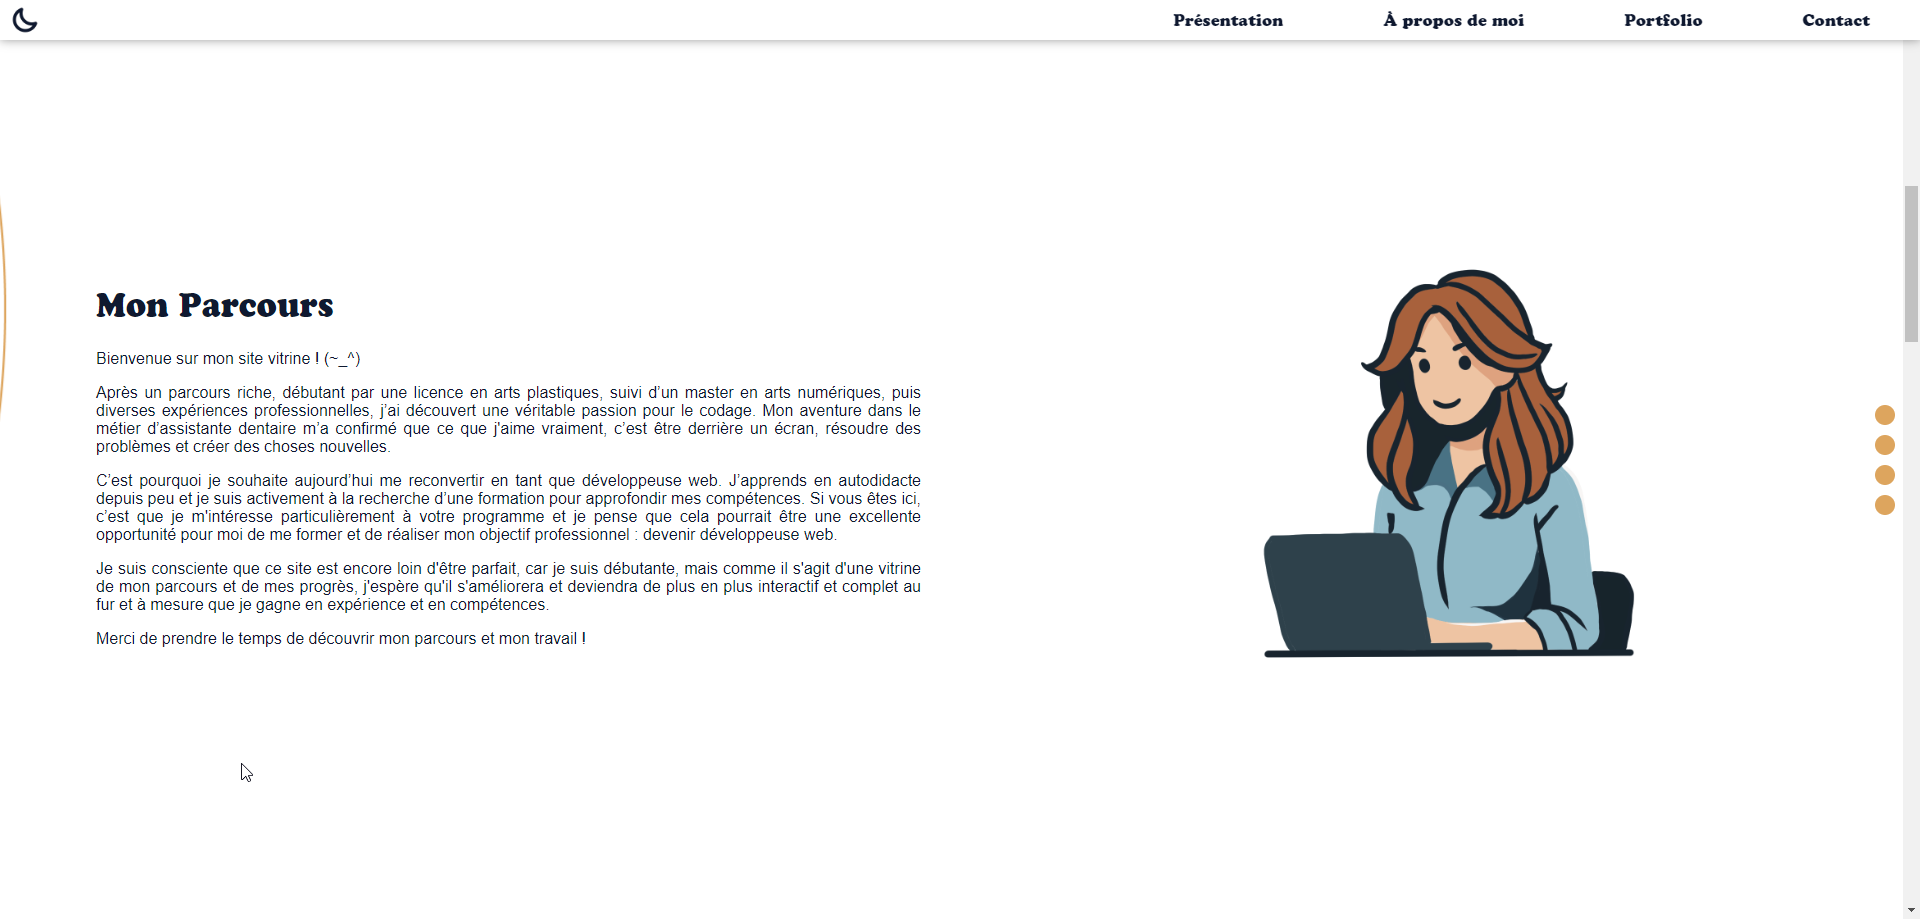 Présentation À propos de moi Portfolio Contact
Mon Parcours
Bienvenue sur mon site vitrine ! (~_^)
Après un parcours riche, débutant par une licence en arts plastiques, suivi d’un master en arts numériques, puis
diverses expériences professionnelles, j’ai découvert une véritable passion pour le codage. Mon aventure dans le
métier d’assistante dentaire m’a confirmé que ce que j'aime vraiment, c’est être derrière un écran, résoudre des
problèmes et créer des choses nouvelles.
C’est pourquoi je souhaite aujourd’hui me reconvertir en tant que développeuse web. J’apprends en autodidacte
depuis peu et je suis activement à la recherche d’une formation pour approfondir mes compétences. Si vous êtes ici,
c’est que je m'intéresse particulièrement à votre programme et je pense que cela pourrait être une excellente
opportunité pour moi de me former et de réaliser mon objectif professionnel : devenir développeuse web.
Je suis consciente que ce site est encore loin d'être parfait, car je suis débutante, mais comme il s'agit d'une vitrine
de mon parcours et de mes progrès, j'espère qu'il s'améliorera et deviendra de plus en plus interactif et complet au
fur et à mesure que je gagne en expérience et en compétences.
Merci de prendre le temps de découvrir mon parcours et mon travail !